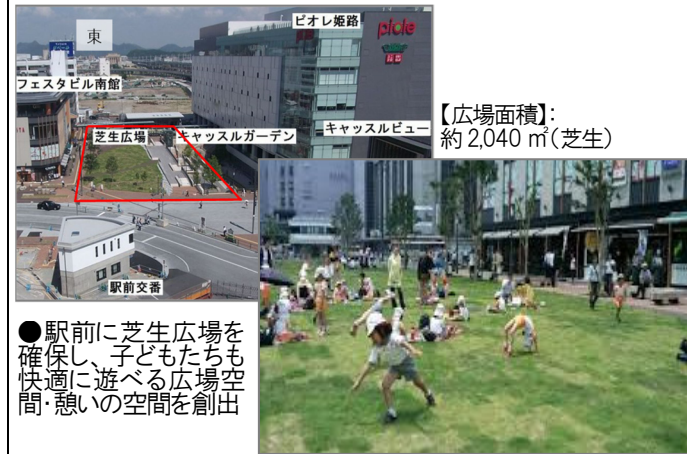 東
ピオレ姫路
piole
フェスタビル南館
芝生広場
キャッスルガーデン
キャッスルビュー
駅前交番
【広場面積】:
約2,040 ㎡(芝生)
●駅前に芝生広場を
確保し、子どもたちも
快適に遊べる広場空
間・憩いの空間を創出